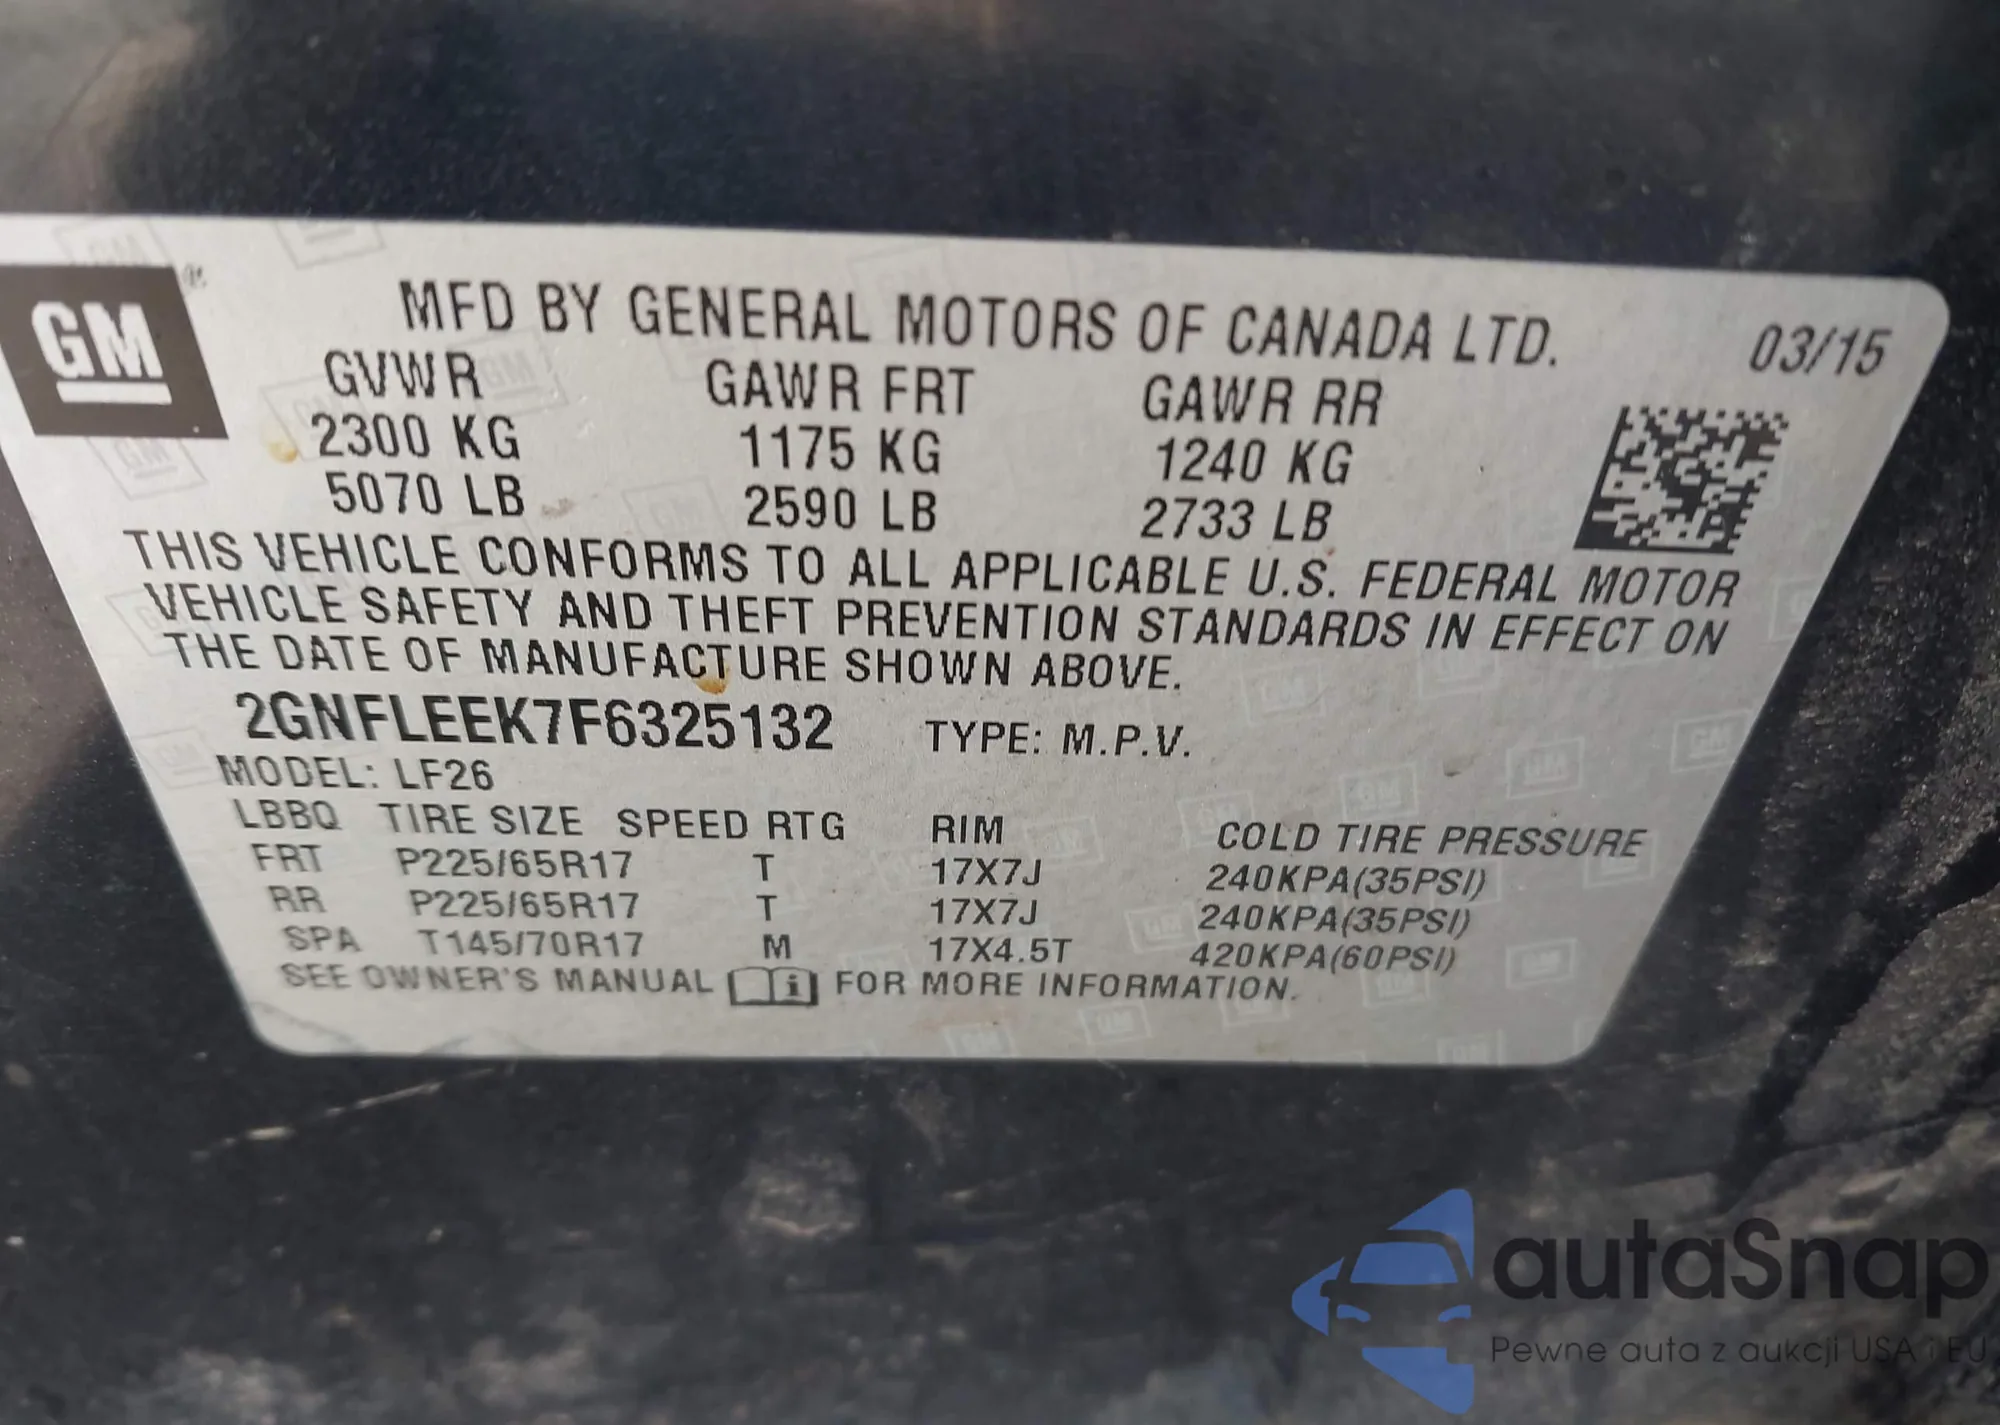 GM ®
MFD BY GENERAL MOTORS OF CANADA LTD.
03/15
GVWR GAWR FRT GAWR RR
2300 KG 1175 KG 1240 KG
5070 LB 2590 LB 2733 LB
THIS VEHICLE CONFORMS TO ALL APPLICABLE U.S. FEDERAL MOTOR
VEHICLE SAFETY AND THEFT PREVENTION STANDARDS IN EFFECT ON
THE DATE OF MANUFACTURE SHOWN ABOVE.
2GNFLEEK7F6325132 TYPE: M.P.V.
MODEL: LF26
LBBQ TIRE SIZE SPEED RTG RIM COLD TIRE PRESSURE
FRT P225/65R17 T 17X7J 240KPA(35PSI)
RR P225/65R17 T 17X7J 240KPA(35PSI)
SPA T145/70R17 M 17X4.5T 420KPA(60PSI)
SEE OWNER'S MANUAL i FOR MORE INFORMATION.
autaSnap
Pewne auta z aukcji USA i EU